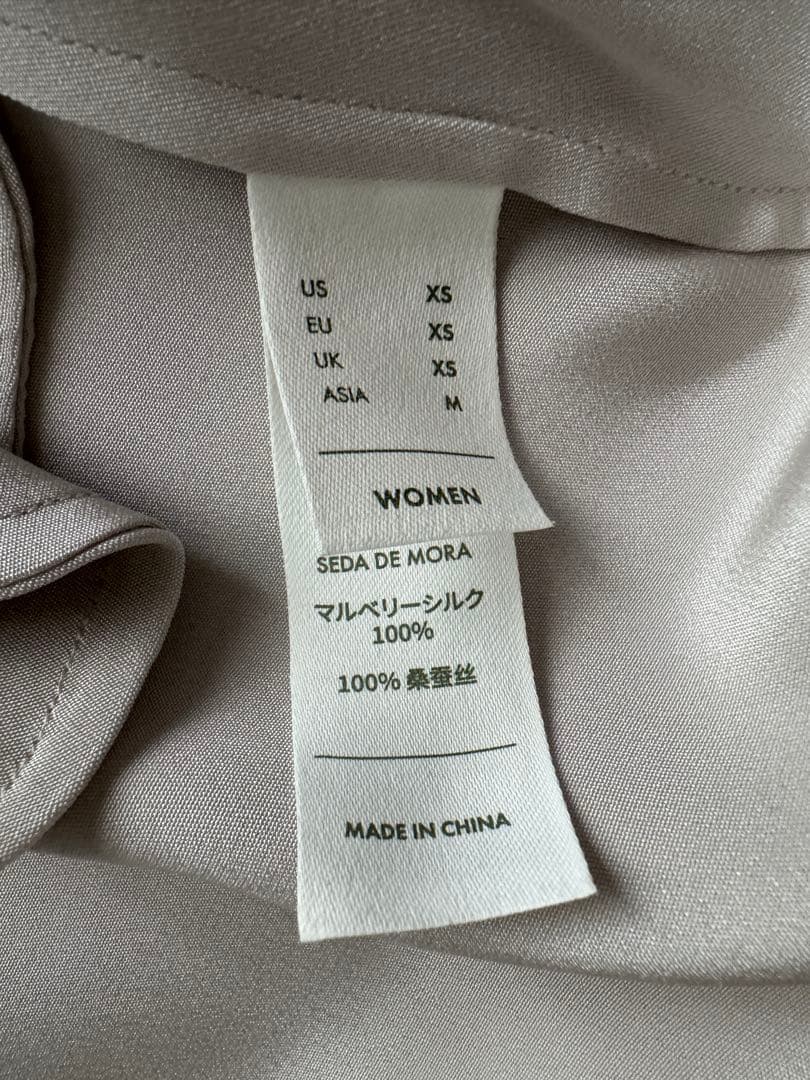 US XS
EU XS
UK XS
ASIA M
WOMEN
SEDA DE MORA
マルベリーシルク
100%
100% 桑蚕丝
MADE IN CHINA